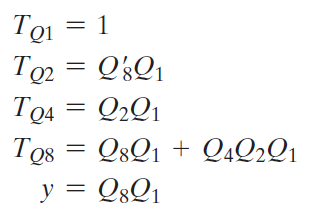 T_{Q1} = 1
T_{Q2} = Q'_8Q_1
T_{Q4} = Q_2Q_1
T_{Q8} = Q_8Q_1 + Q_4Q_2Q_1
y = Q_8Q_1